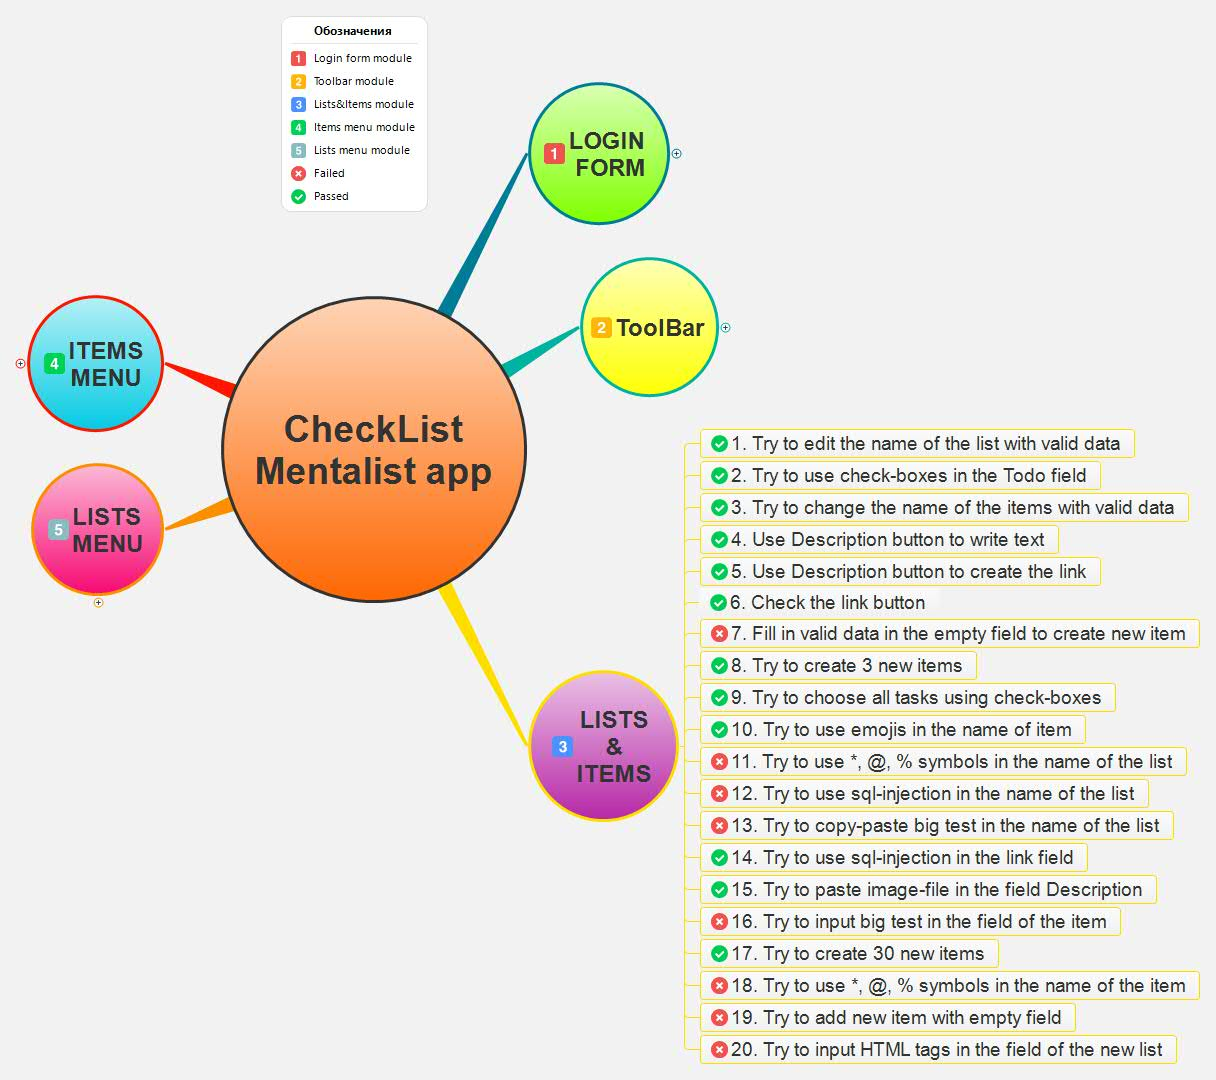 Обозначения
1 Login form module
2 Toolbar module
3 Lists&Items module
4 Items menu module
5 Lists menu module
Failed
Passed
1 LOGIN
FORM
2 ToolBar
4 ITEMS
MENU
CheckList
Mentalist app
5 LISTS
MENU
3 LISTS
&
ITEMS
1. Try to edit the name of the list with valid data
2. Try to use check-boxes in the Todo field
3. Try to change the name of the items with valid data
4. Use Description button to write text
5. Use Description button to create the link
6. Check the link button
7. Fill in valid data in the empty field to create new item
8. Try to create 3 new items
9. Try to choose all tasks using check-boxes
10. Try to use emojis in the name of item
11. Try to use *, @, % symbols in the name of the list
12. Try to use sql-injection in the name of the list
13. Try to copy-paste big test in the name of the list
14. Try to use sql-injection in the link field
15. Try to paste image-file in the field Description
16. Try to input big test in the field of the item
17. Try to create 30 new items
18. Try to use *, @, % symbols in the name of the item
19. Try to add new item with empty field
20. Try to input HTML tags in the field of the new list